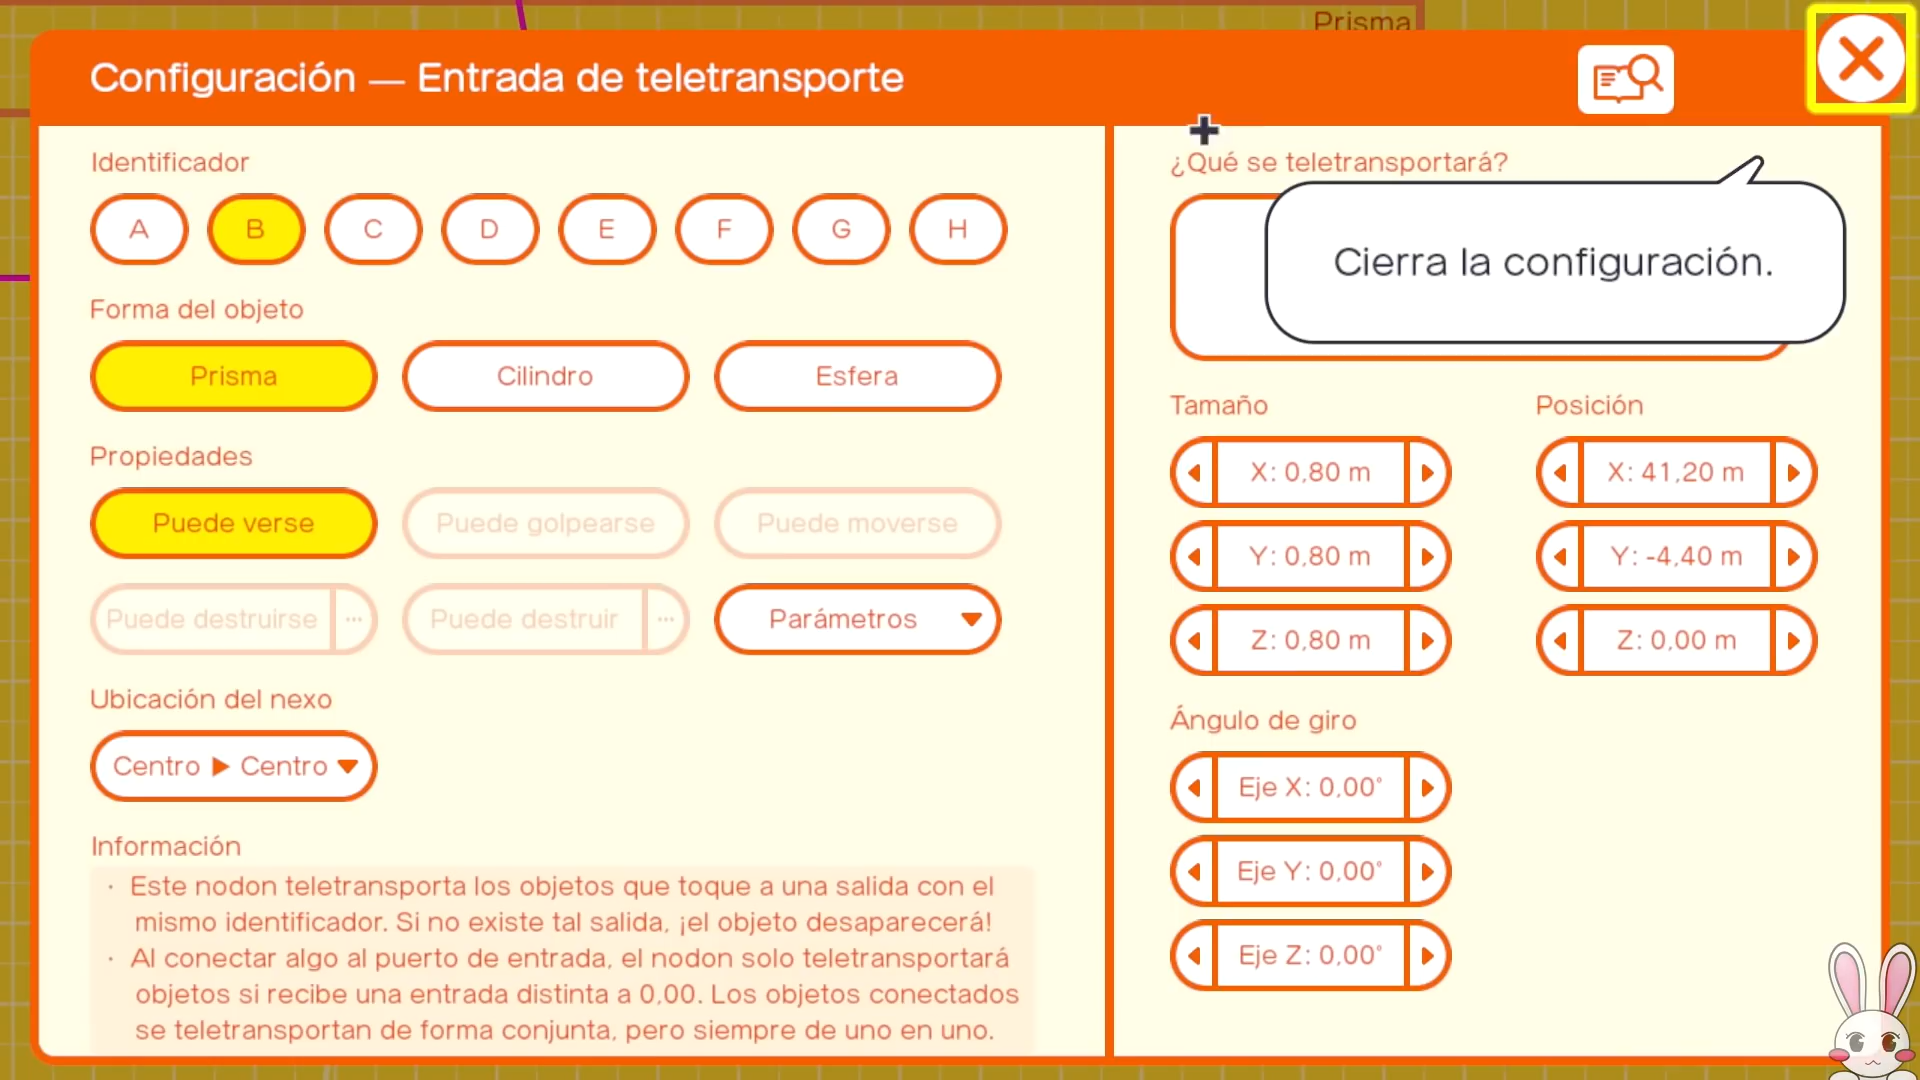 Prisma
Configuración — Entrada de teletransporte
Identificador
A
B
C
D
E
F
G
H
Forma del objeto
Prisma
Cilindro
Esfera
Propiedades
Puede verse
Puede golpearse
Puede moverse
Puede destruirse ...
Puede destruir ...
Parámetros
Ubicación del nexo
Centro ▶ Centro
Información
· Este nodon teletransporta los objetos que toque a una salida con el
mismo identificador. Si no existe tal salida, ¡el objeto desaparecerá!
· Al conectar algo al puerto de entrada, el nodon solo teletransportará
objetos si recibe una entrada distinta a 0,00. Los objetos conectados
se teletransportan de forma conjunta, pero siempre de uno en uno.
¿Qué se teletransportará?
Cierra la configuración.
Tamaño
X: 0,80 m
Y: 0,80 m
Z: 0,80 m
Posición
X: 41,20 m
Y: -4,40 m
Z: 0,00 m
Ángulo de giro
Eje X: 0,00°
Eje Y: 0,00°
Eje Z: 0,00°